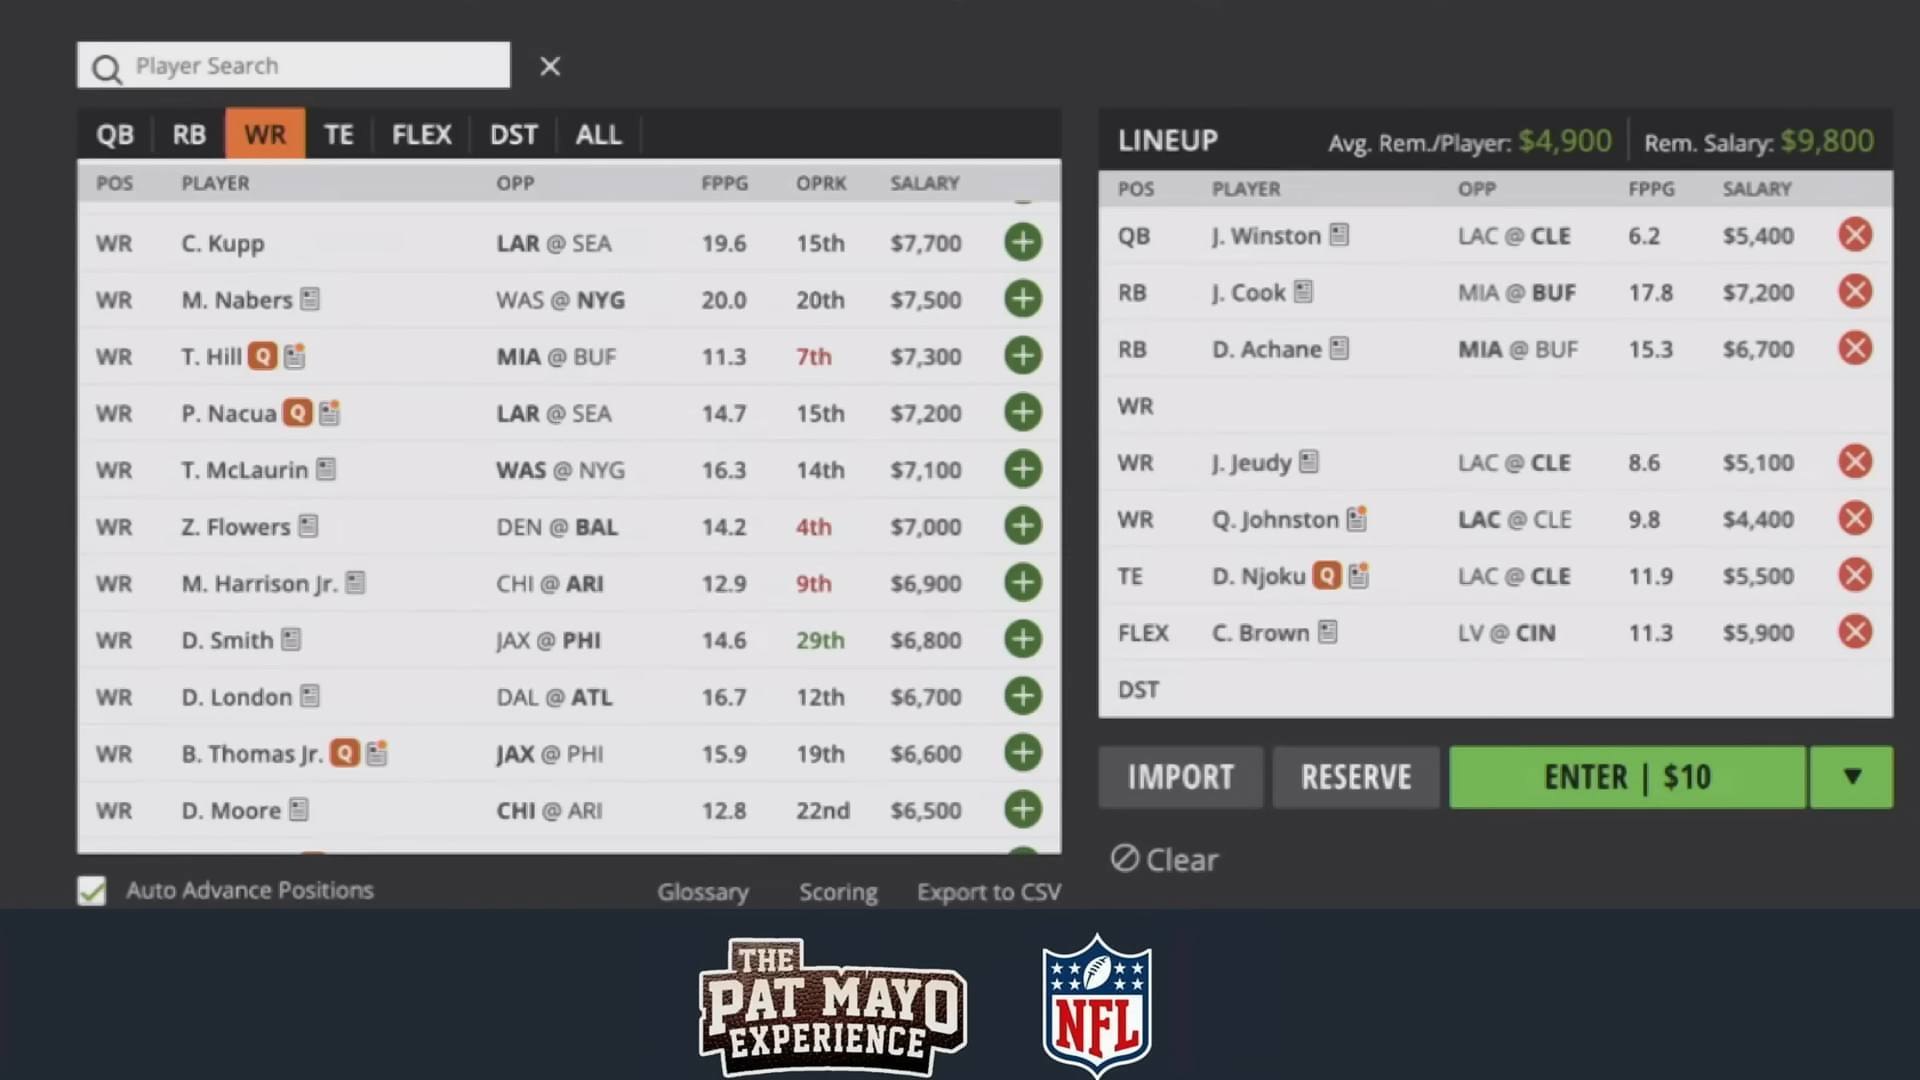 Player Search
QB RB WR TE FLEX DST ALL
POS PLAYER OPP FPPG OPRK SALARY
WR C. Kupp LAR @ SEA 19.6 15th $7,700
WR M. Nabers WAS @ NYG 20.0 20th $7,500
WR T. Hill Q MIA @ BUF 11.3 7th $7,300
WR P. Nacua Q LAR @ SEA 14.7 15th $7,200
WR T. McLaurin WAS @ NYG 16.3 14th $7,100
WR Z. Flowers DEN @ BAL 14.2 4th $7,000
WR M. Harrison Jr. CHI @ ARI 12.9 9th $6,900
WR D. Smith JAX @ PHI 14.6 29th $6,800
WR D. London DAL @ ATL 16.7 12th $6,700
WR B. Thomas Jr. Q JAX @ PHI 15.9 19th $6,600
WR D. Moore CHI @ ARI 12.8 22nd $6,500
Auto Advance Positions Glossary Scoring Export to CSV
LINEUP Avg. Rem./Player: $4,900 Rem. Salary: $9,800
POS PLAYER OPP FPPG SALARY
QB J. Winston LAC @ CLE 6.2 $5,400
RB J. Cook MIA @ BUF 17.8 $7,200
RB D. Achane MIA @ BUF 15.3 $6,700
WR
WR J. Jeudy LAC @ CLE 8.6 $5,100
WR Q. Johnston LAC @ CLE 9.8 $4,400
TE D. Njoku Q LAC @ CLE 11.9 $5,500
FLEX C. Brown LV @ CIN 11.3 $5,900
DST
IMPORT RESERVE ENTER | $10
Clear
THE
PAT MAYO
EXPERIENCE
NFL